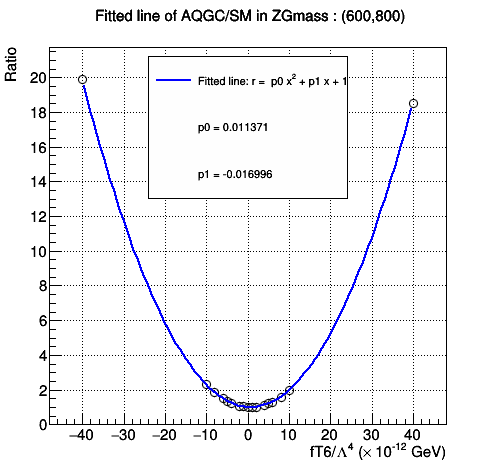 Fitted line of AQGC/SM in ZGmass : (600,800)
Ratio
Fitted line: r = p0 x² + p1 x + 1
p0 = 0.011371
p1 = -0.016996
20
18
16
14
12
10
8
6
4
2
0
−40 −30 −20 −10 0 10 20 30 40
fT6/Λ⁴ (× 10⁻¹² GeV)